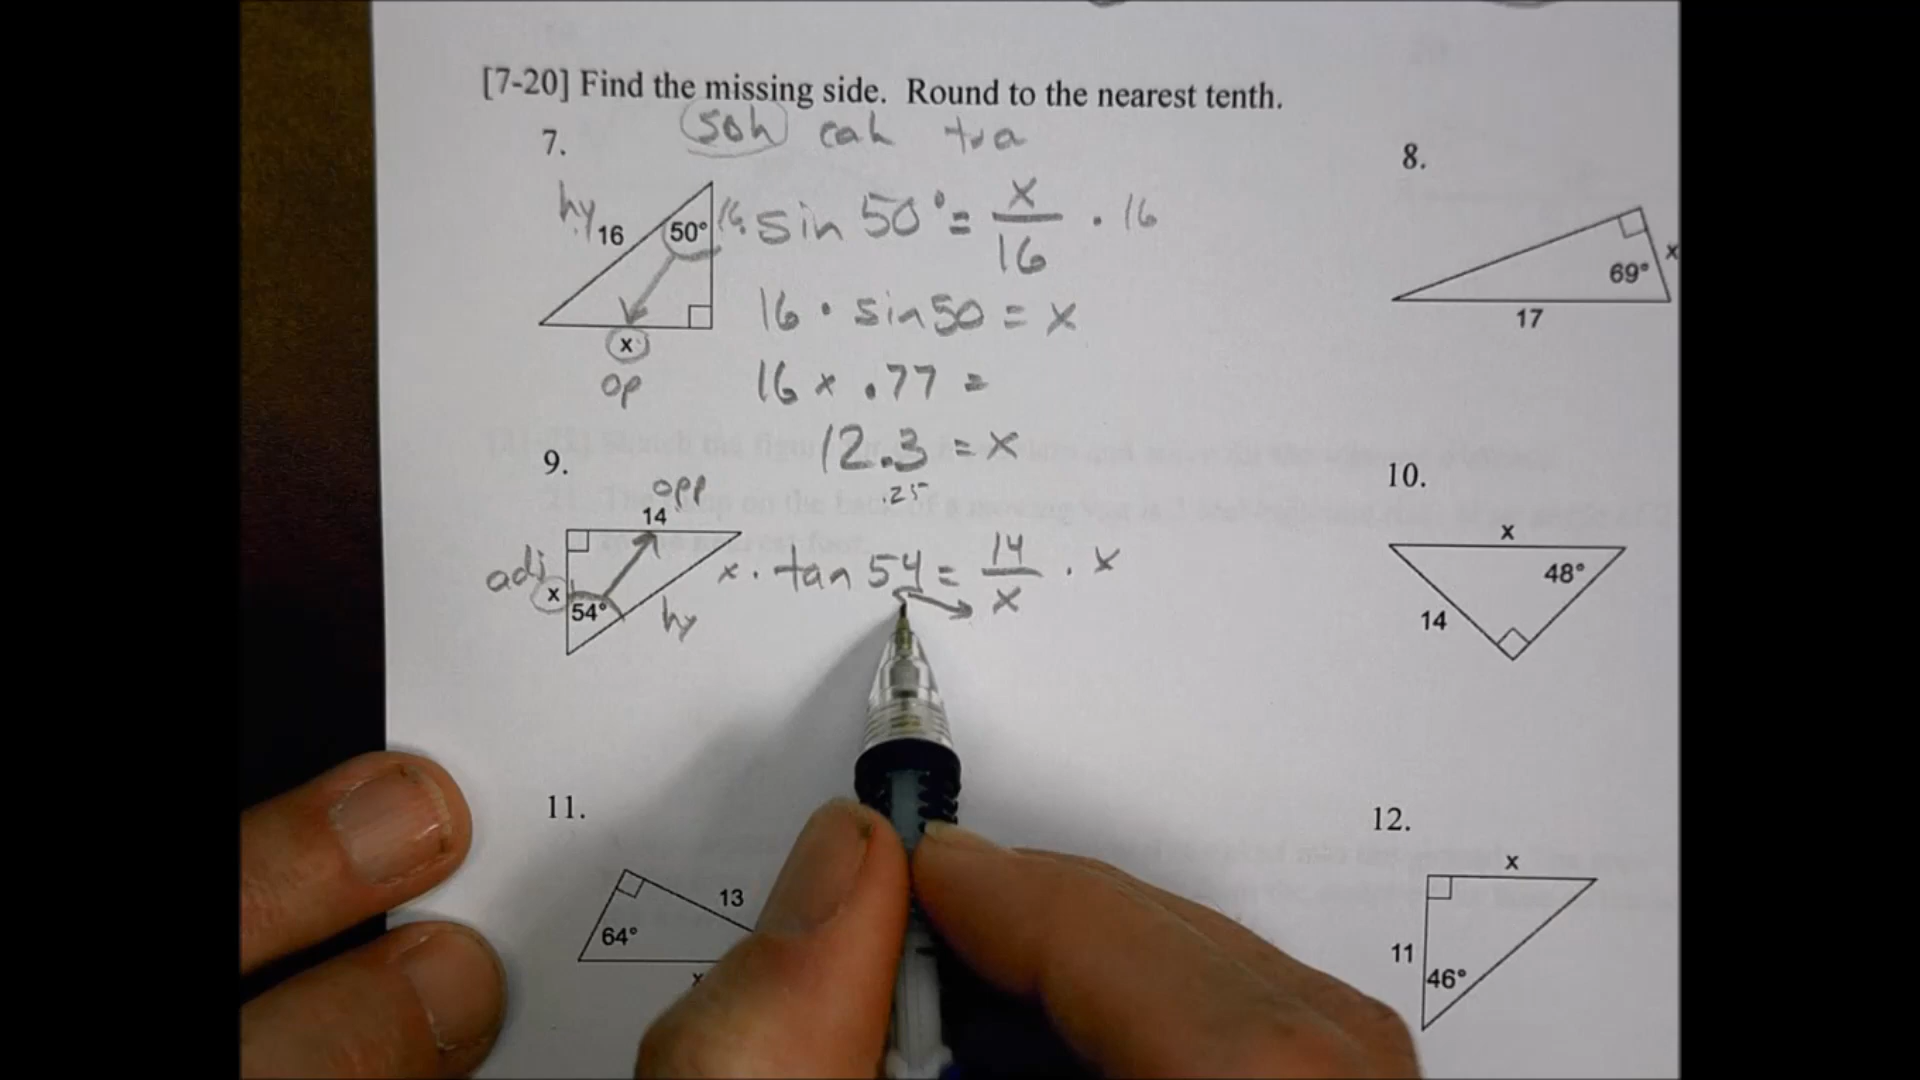 [7-20] Find the missing side. Round to the nearest tenth.
soh cah toa
7.
hy
16
50°
x
op
16 · sin 50° = x/16 · 16
16 · sin 50 = x
16 x .77 =
12.3 = x
.25
8.
69°
x
17
9.
opp
14
adj
x
54°
hy
x · tan 54 = 14/x · x
10.
x
48°
14
11.
13
64°
x
12.
x
11
46°